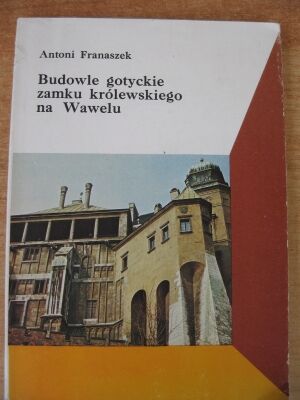 Antoni Franaszek
Budowle gotyckie
zamku królewskiego
na Wawelu